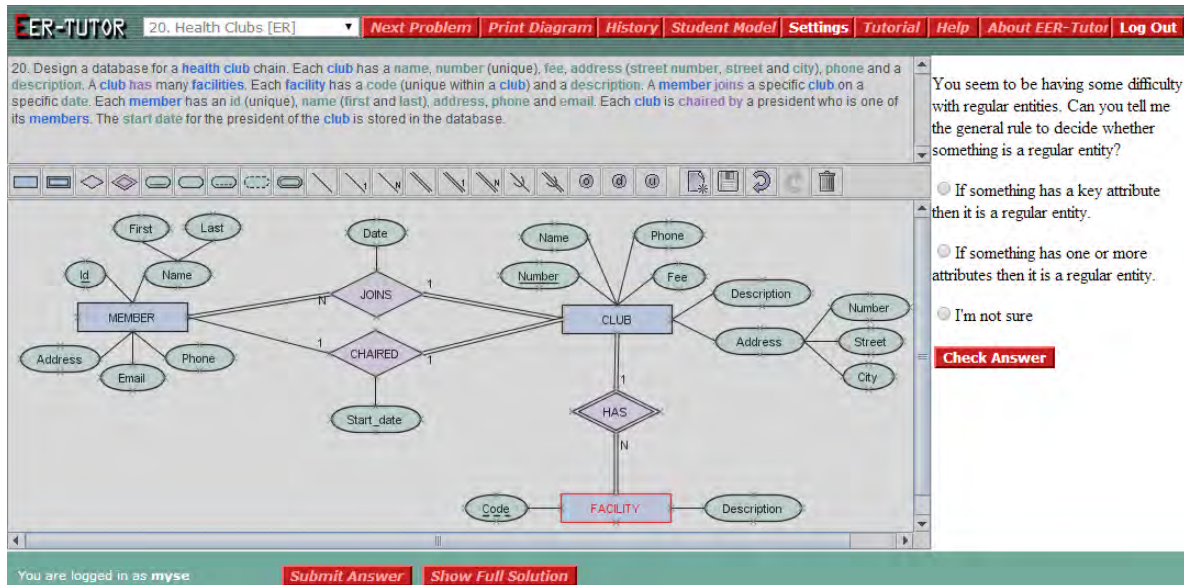 EER-TUTOR 20. Health Clubs [ER] Next Problem Print Diagram History Student Model Settings Tutorial Help About EER-Tutor Log Out
20. Design a database for a health club chain. Each club has a name, number (unique), fee, address (street number, street and city), phone and a
description. A club has many facilities. Each facility has a code (unique within a club) and a description. A member joins a specific club on a
specific date. Each member has an id (unique), name (first and last), address, phone and email. Each club is chaired by a president who is one of
its members. The start date for the president of the club is stored in the database.
You seem to be having some difficulty
with regular entities. Can you tell me
the general rule to decide whether
something is a regular entity?
If something has a key attribute
then it is a regular entity.
If something has one or more
attributes then it is a regular entity.
I'm not sure
Check Answer
1 N 1 N o d u
First Last Date Name Phone
Id Name Number Fee
JOINS 1 Description
N Number
MEMBER CLUB
Address Street
1 CHAIRED 1
Address Phone
Email City
1
Start_date HAS
N
Code FACILITY Description
You are logged in as myse Submit Answer Show Full Solution